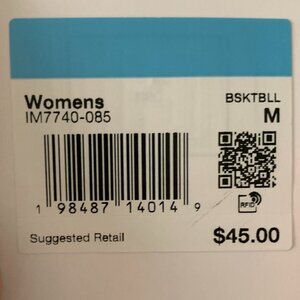 Womens
BSKTBLL
IM7740-085
M
1 98487 14014 9
RFID
Suggested Retail
$45.00